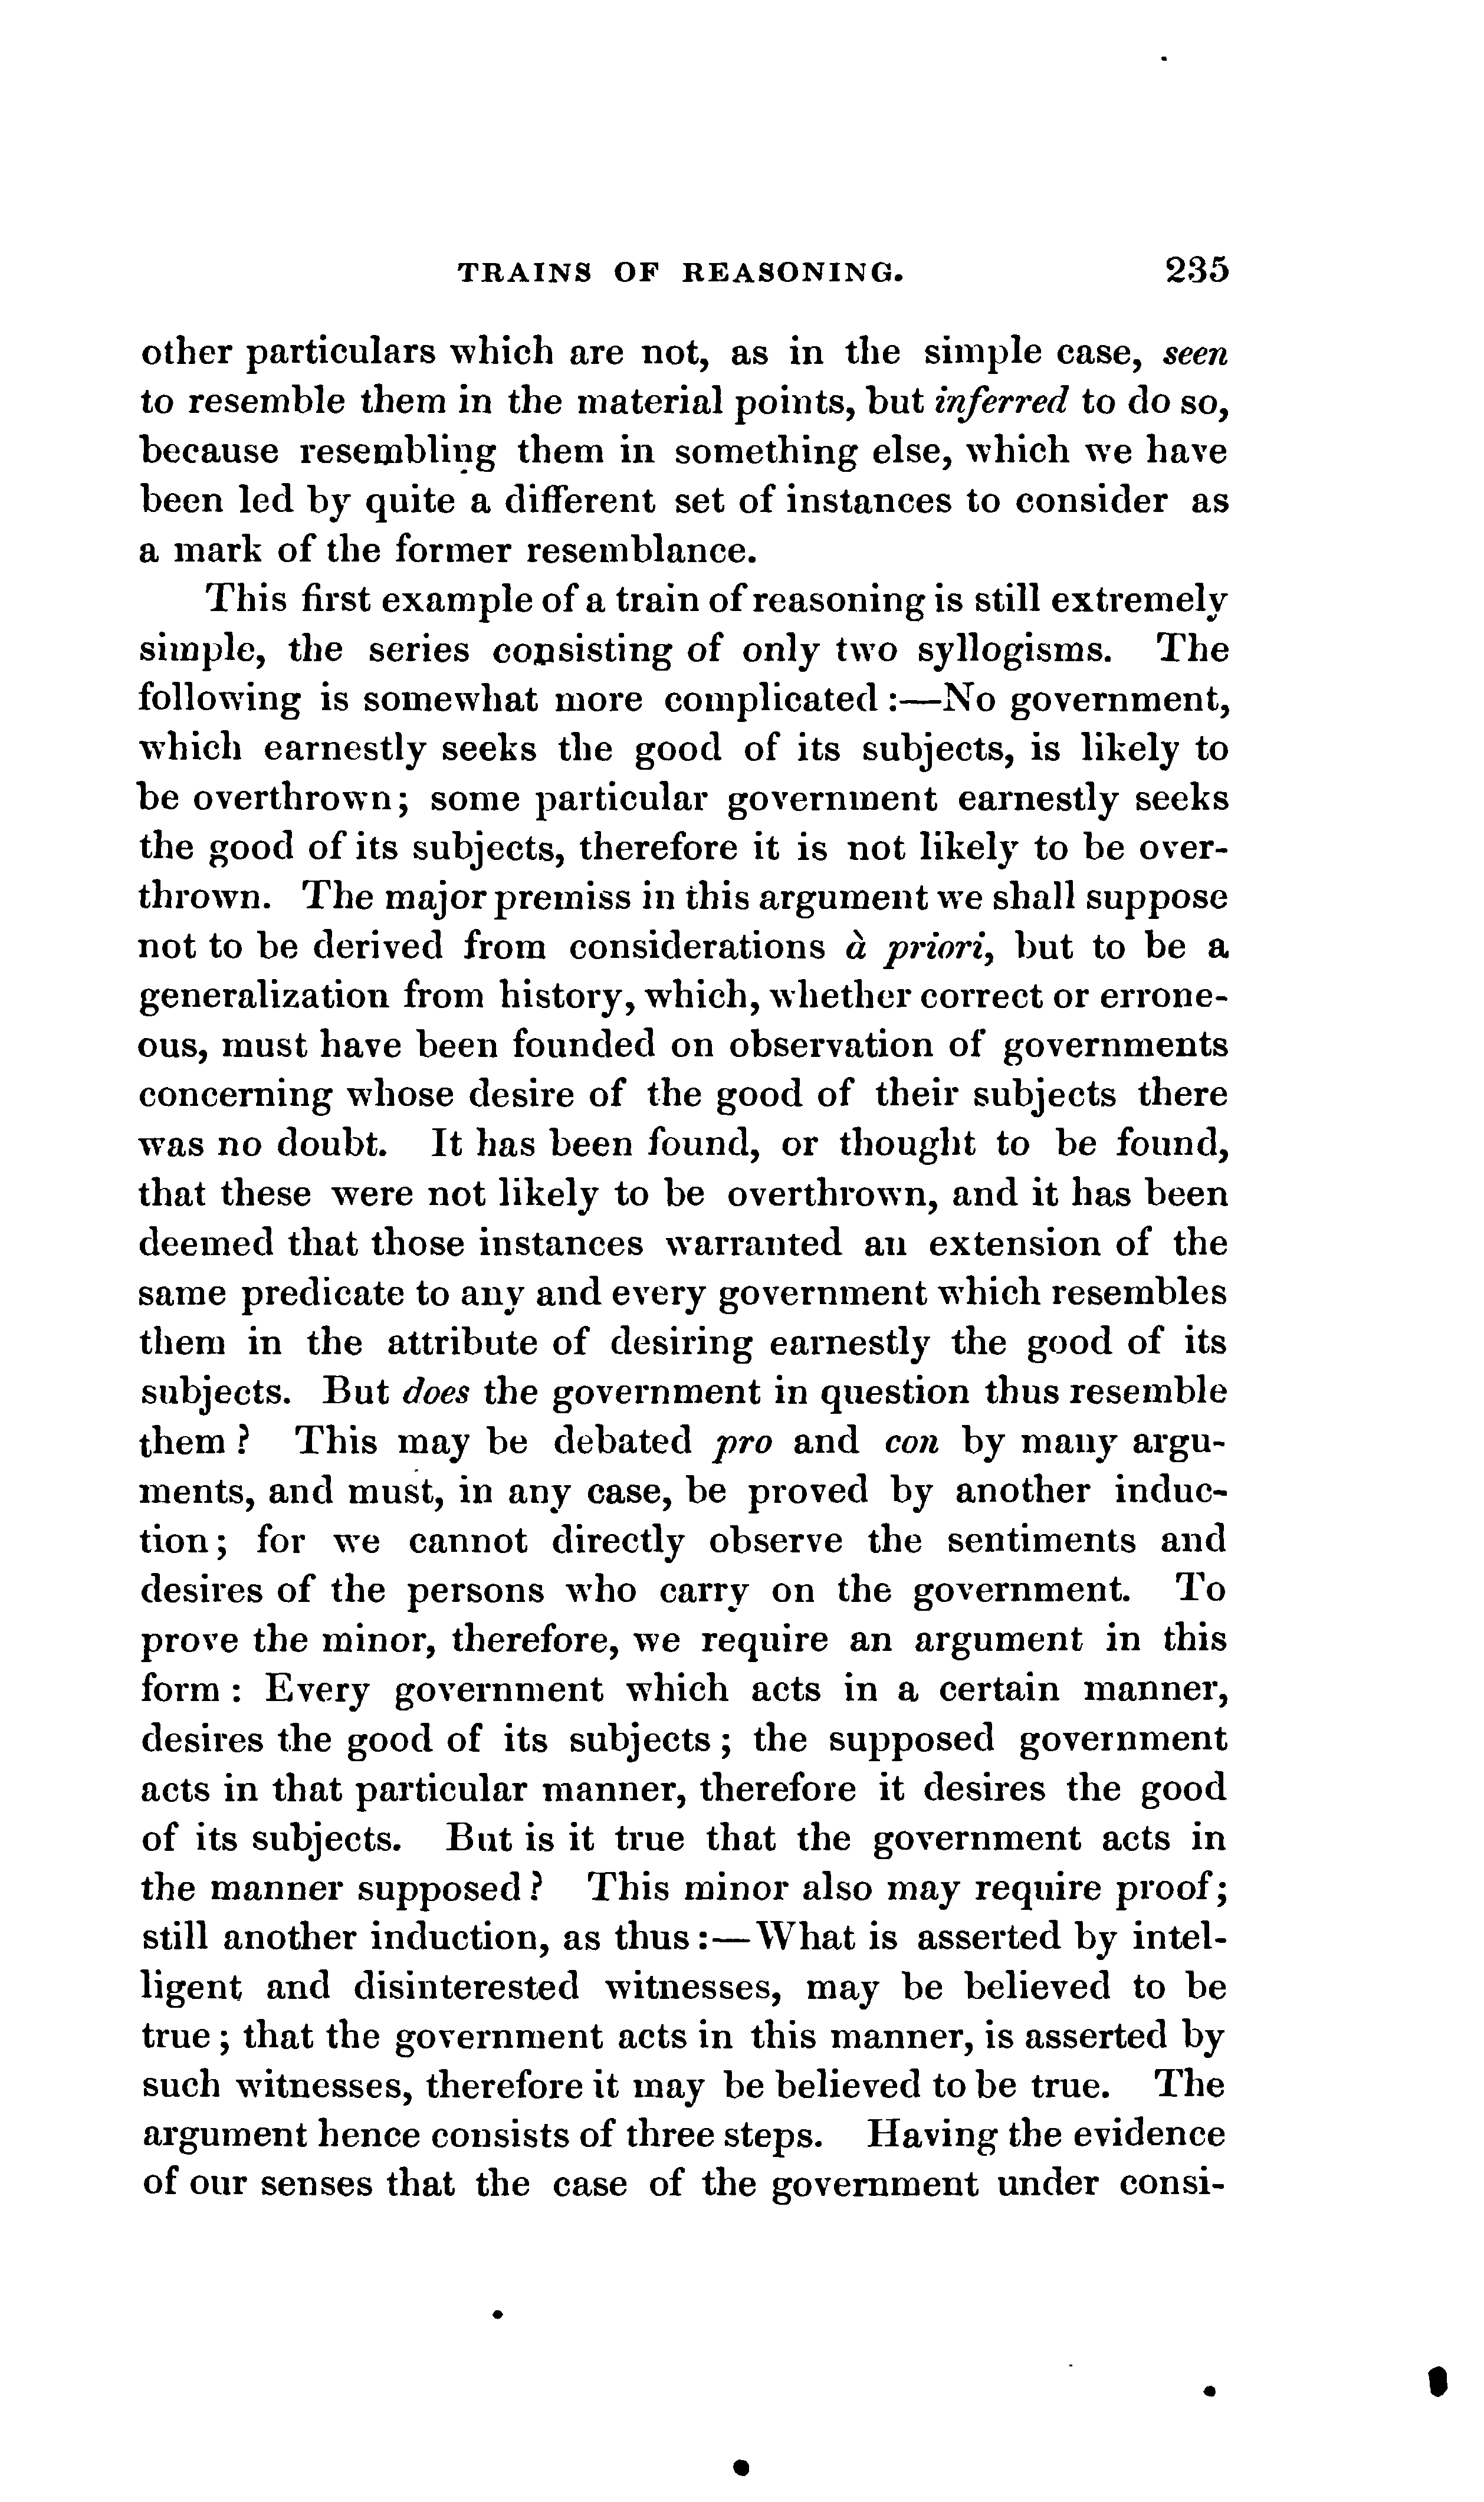 TRAINS OF REASONING. 235
other particulars which are not, as in the simple case, seen
to resemble them in the material points, but inferred to do so,
because resembling them in something else, which we have
been led by quite a different set of instances to consider as
a mark of the former resemblance.
This first example of a train of reasoning is still extremely
simple, the series consisting of only two syllogisms. The
following is somewhat more complicated :—No government,
which earnestly seeks the good of its subjects, is likely to
be overthrown; some particular government earnestly seeks
the good of its subjects, therefore it is not likely to be over-
thrown. The major premiss in this argument we shall suppose
not to be derived from considerations à priori, but to be a
generalization from history, which, whether correct or errone-
ous, must have been founded on observation of governments
concerning whose desire of the good of their subjects there
was no doubt. It has been found, or thought to be found,
that these were not likely to be overthrown, and it has been
deemed that those instances warranted an extension of the
same predicate to any and every government which resembles
them in the attribute of desiring earnestly the good of its
subjects. But does the government in question thus resemble
them ? This may be debated pro and con by many argu-
ments, and must, in any case, be proved by another induc-
tion; for we cannot directly observe the sentiments and
desires of the persons who carry on the government. To
prove the minor, therefore, we require an argument in this
form : Every government which acts in a certain manner,
desires the good of its subjects ; the supposed government
acts in that particular manner, therefore it desires the good
of its subjects. But is it true that the government acts in
the manner supposed ? This minor also may require proof;
still another induction, as thus :—What is asserted by intel-
ligent and disinterested witnesses, may be believed to be
true ; that the government acts in this manner, is asserted by
such witnesses, therefore it may be believed to be true. The
argument hence consists of three steps. Having the evidence
of our senses that the case of the government under consi-